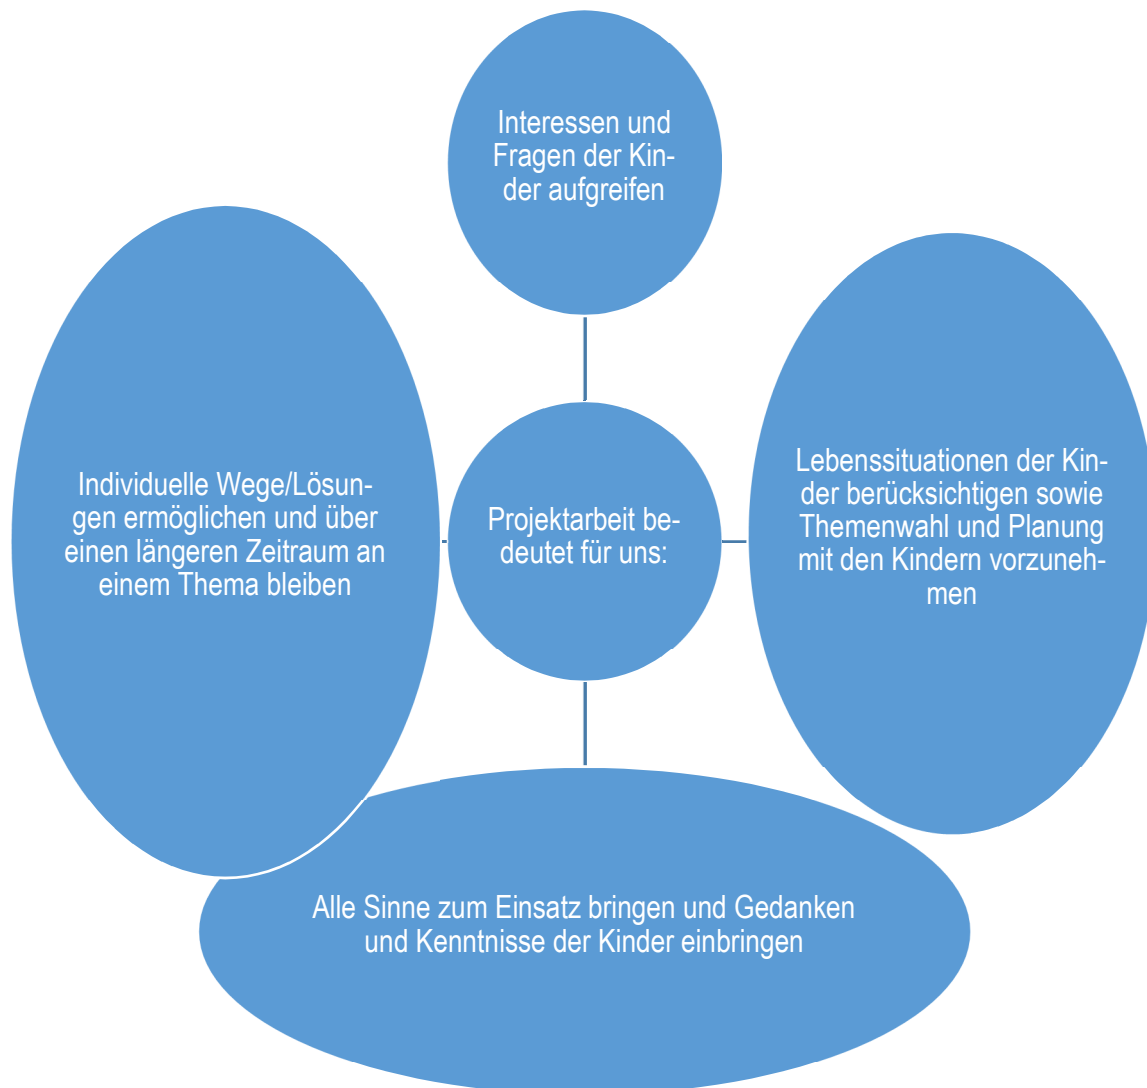 Interessen und
Fragen der Kin-
der aufgreifen
Individuelle Wege/Lösun-
gen ermöglichen und über
einen längeren Zeitraum an
einem Thema bleiben
Projektarbeit be-
deutet für uns:
Lebenssituationen der Kin-
der berücksichtigen sowie
Themenwahl und Planung
mit den Kindern vorzuneh-
men
Alle Sinne zum Einsatz bringen und Gedanken
und Kenntnisse der Kinder einbringen